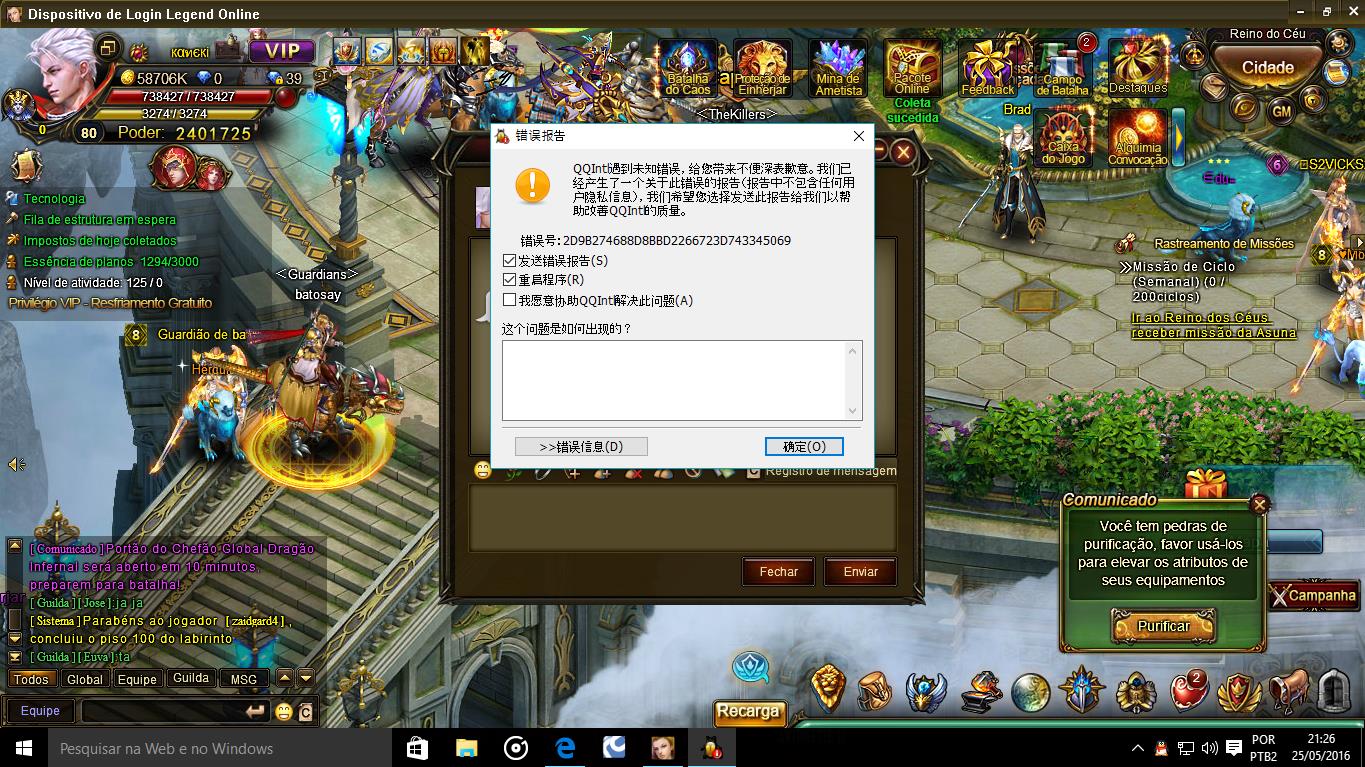 Dispositivo de Login Legend Online
VIP
58706K
0
39
738427 / 738427
3274 / 3274
0
80
Poder: 2401725
Batalha
do Caos
Proteção de
Einherjar
Mina de
Ametista
Pacote
Online
Coleta
sucedida
Feedback
Campo
de Batalha
2
Destaques
Reino do Céu
Cidade
GM
<TheKillers>
Brad
Caixa
do Jogo
Alquimia
Convocação
6
S2VICKS
Tecnologia
Fila de estrutura em espera
Impostos de hoje coletados
Essência de planos 1294/3000
Nível de atividade: 125 / 0
Privilégio VIP - Resfriamento Gratuito
<Guardians>
batosay
8
Guardião de ba
错误报告
QQInt遇到未知错误, 给您带来不便深表歉意。我们已
经产生了一个关于此错误的报告(报告中不包含任何用
户隐私信息), 我们希望您选择发送此报告给我们以帮
助改善QQInt的质量。
错误号:2D9B274688D8BBD2266723D743345069
发送错误报告(S)
重启程序(R)
我愿意协助QQInt解决此问题(A)
这个问题是如何出现的？
>>错误信息(D)
确定(O)
Registro de mensagem
Fechar
Enviar
Rastreamento de Missões
8
Missão de Ciclo
(Semanal) (0 /
200ciclos)
Ir ao Reino dos Céus
receber missão da Asuna
Comunicado
Você tem pedras de
purificação, favor usá-los
para elevar os atributos de
seus equipamentos
Purificar
Campanha
[Comunicado]Portão do Chefão Global Dragão
Infernal será aberto em 10 minutos,
preparem para batalha!
[Guilda][Jose]:ja ja
[Sistema]Parabéns ao jogador [zaidgard4] ,
concluiu o piso 100 do labirinto
[Guilda][Euva]:ta
Todos
Global
Equipe
Guilda
MSG
Equipe
C
Recarga
2
Pesquisar na Web e no Windows
POR
PTB2
21:26
25/05/2016